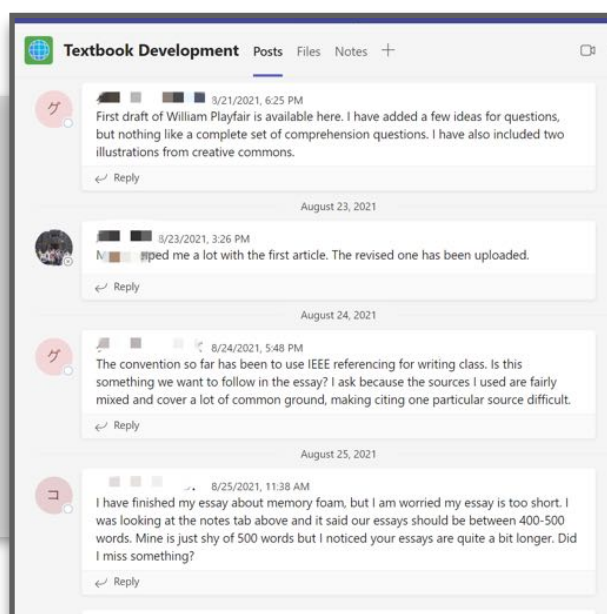 Textbook Development Posts Files Notes
グ
8/21/2021, 6:25 PM
First draft of William Playfair is available here. I have added a few ideas for questions,
but nothing like a complete set of comprehension questions. I have also included two
illustrations from creative commons.
Reply
August 23, 2021
8/23/2021, 3:26 PM
me a lot with the first article. The revised one has been uploaded.
Reply
August 24, 2021
グ
8/24/2021, 5:48 PM
The convention so far has been to use IEEE referencing for writing class. Is this
something we want to follow in the essay? I ask because the sources I used are fairly
mixed and cover a lot of common ground, making citing one particular source difficult.
Reply
August 25, 2021
コ
8/25/2021, 11:38 AM
I have finished my essay about memory foam, but I am worried my essay is too short. I
was looking at the notes tab above and it said our essays should be between 400-500
words. Mine is just shy of 500 words but I noticed your essays are quite a bit longer. Did
I miss something?
Reply